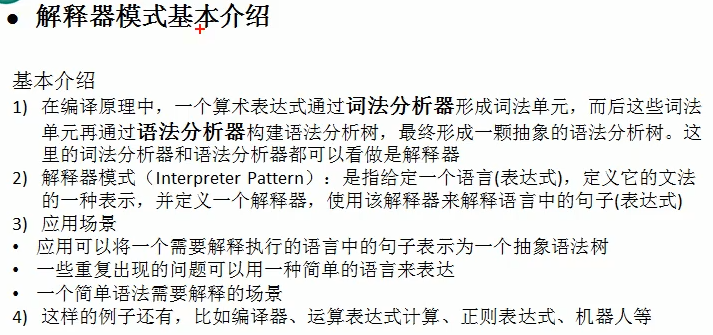 • 解释器模式基本介绍
基本介绍
1) 在编译原理中，一个算术表达式通过词法分析器形成词法单元，而后这些词法
单元再通过语法分析器构建语法分析树，最终形成一颗抽象的语法分析树。这
里的词法分析器和语法分析器都可以看做是解释器
2) 解释器模式（Interpreter Pattern）：是指给定一个语言(表达式)，定义它的文法
的一种表示，并定义一个解释器，使用该解释器来解释语言中的句子(表达式)
3) 应用场景
• 应用可以将一个需要解释执行的语言中的句子表示为一个抽象语法树
• 一些重复出现的问题可以用一种简单的语言来表达
• 一个简单语法需要解释的场景
4) 这样的例子还有，比如编译器、运算表达式计算、正则表达式、机器人等